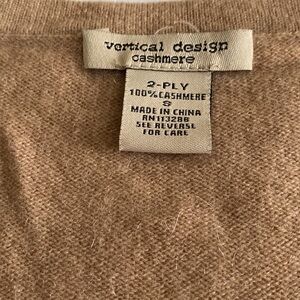 vertical design
cashmere
2-PLY
100%CASHMERE
S
MADE IN CHINA
RN113288
SEE REVERSE
FOR CARE